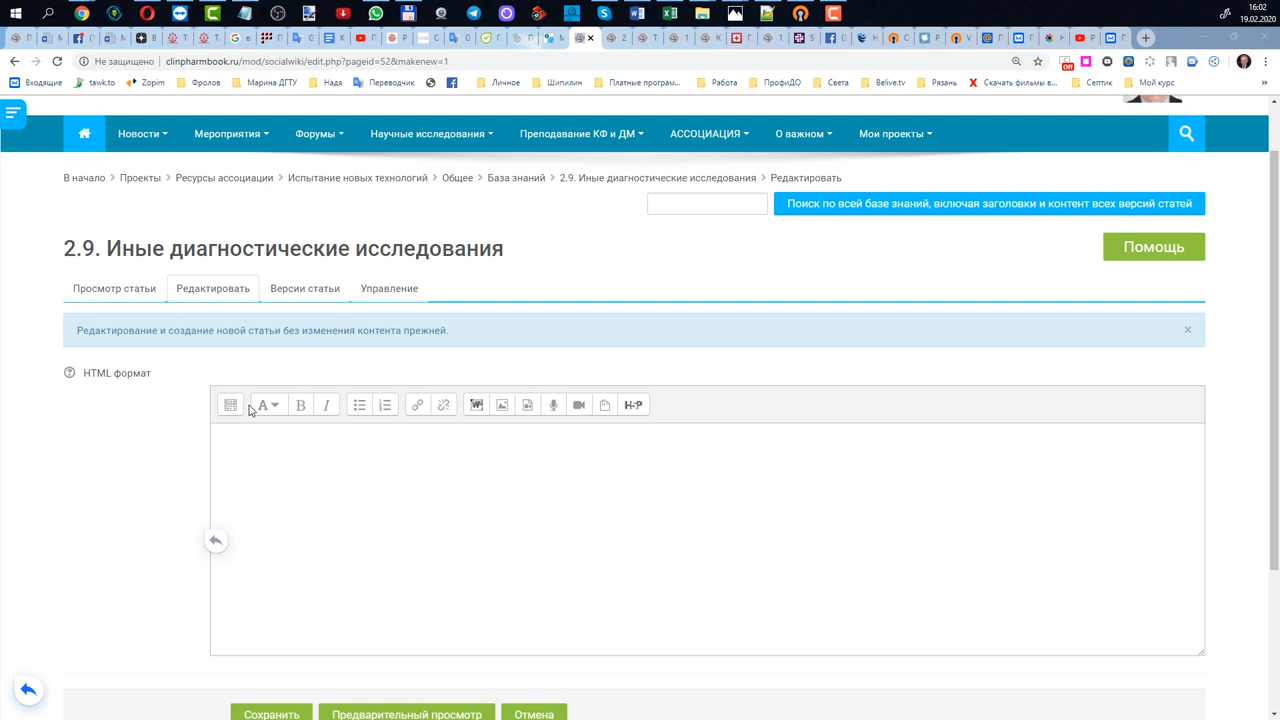 16:02
19.02.2020
Не защищено | clinpharmbook.ru/mod/socialwiki/edit.php?pageid=
&makenew=1
Входящие tawk.to Zopim Фролов Марина ДГТУ Надя Переводчик Личное Шипилин Платные програм... Работа ПрофиДО Света Belive.tv Рязань Скачать фильмы в... Септик Мой курс »
Off
Новости Мероприятия Форумы Научные исследования Преподавание КФ и ДМ АССОЦИАЦИЯ О важном Мои проекты
В начало > Проекты > Ресурсы ассоциации > Испытание новых технологий > Общее > База знаний > 2.9. Иные диагностические исследования > Редактировать
Поиск по всей базе знаний, включая заголовки и контент всех версий статей
2.9. Иные диагностические исследования
Помощь
Просмотр статьи Редактировать Версии статьи Управление
Редактирование и создание новой статьи без изменения контента прежней. ×
HTML формат
A B I H-P
Сохранить Предварительный просмотр Отмена